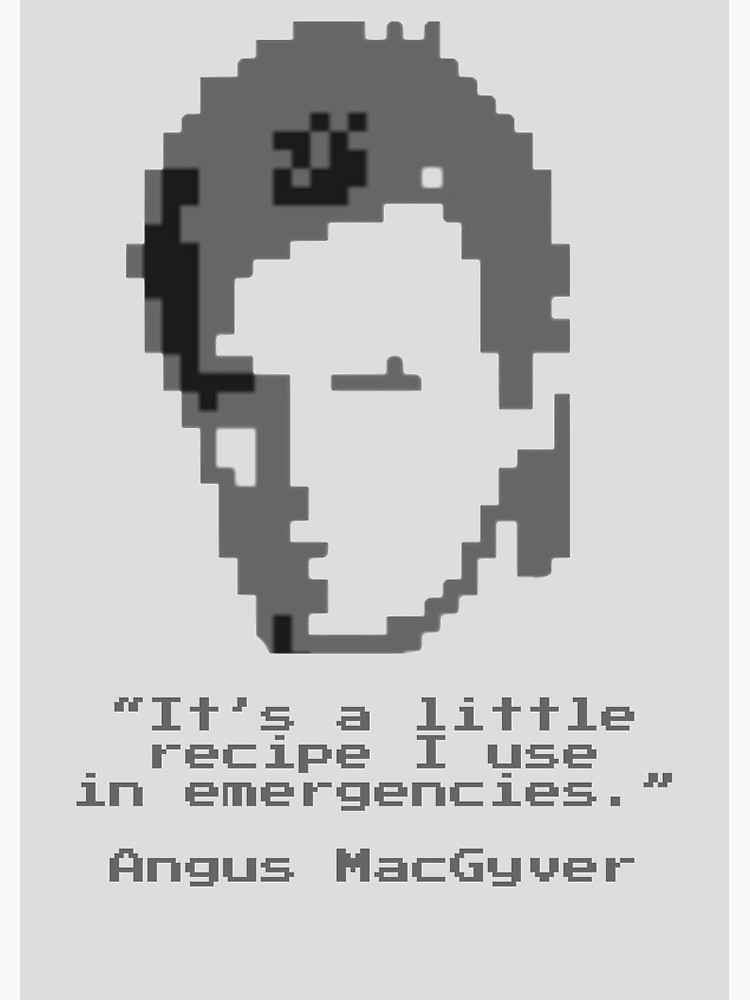 “It's a little
recipe I use
in emergencies.”
Angus MacGyver